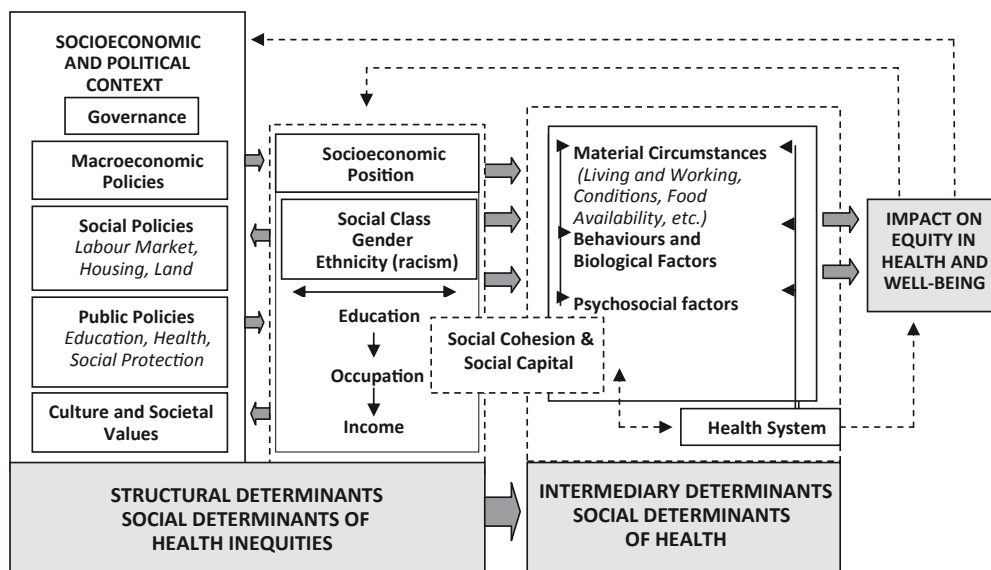 SOCIOECONOMIC
AND POLITICAL
CONTEXT
Governance
Macroeconomic
Policies
Social Policies
Labour Market,
Housing, Land
Public Policies
Education, Health,
Social Protection
Culture and Societal
Values
Socioeconomic
Position
Social Class
Gender
Ethnicity (racism)
Education
Occupation
Income
Social Cohesion &
Social Capital
Material Circumstances
(Living and Working,
Conditions, Food
Availability, etc.)
Behaviours and
Biological Factors
Psychosocial factors
Health System
IMPACT ON
EQUITY IN
HEALTH AND
WELL-BEING
STRUCTURAL DETERMINANTS
SOCIAL DETERMINANTS OF
HEALTH INEQUITIES
INTERMEDIARY DETERMINANTS
SOCIAL DETERMINANTS
OF HEALTH